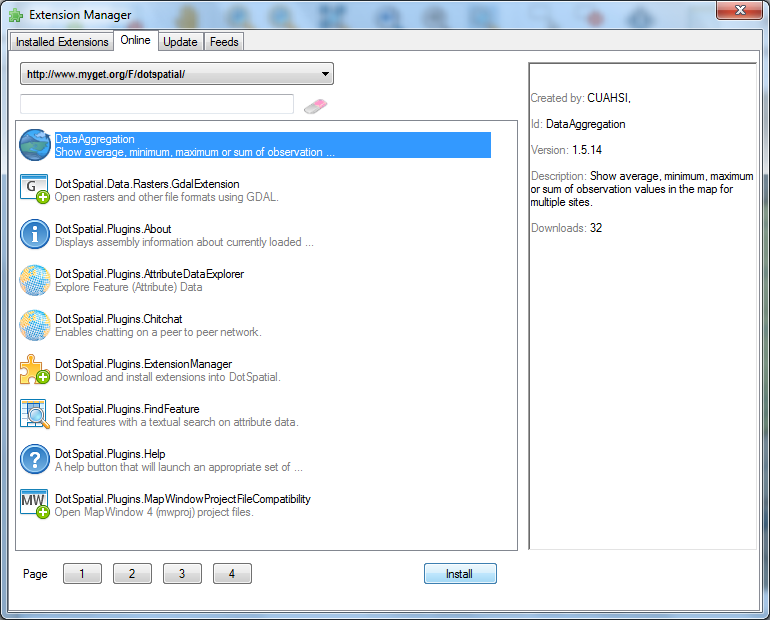 Extension Manager
Installed Extensions
Online
Update
Feeds
http://www.myget.org/F/dotspatial/
DataAggregation
Show average, minimum, maximum or sum of observation ...
G
DotSpatial.Data.Rasters.GdalExtension
Open rasters and other file formats using GDAL.
i
DotSpatial.Plugins.About
Displays assembly information about currently loaded ...
DotSpatial.Plugins.AttributeDataExplorer
Explore Feature (Attribute) Data
DotSpatial.Plugins.Chitchat
Enables chatting on a peer to peer network.
DotSpatial.Plugins.ExtensionManager
Download and install extensions into DotSpatial.
DotSpatial.Plugins.FindFeature
Find features with a textual search on attribute data.
?
DotSpatial.Plugins.Help
A help button that will launch an appropriate set of ...
MW
DotSpatial.Plugins.MapWindowProjectFileCompatibility
Open MapWindow 4 (mwproj) project files.
Created by: CUAHSI,
Id: DataAggregation
Version: 1.5.14
Description: Show average, minimum, maximum
or sum of observation values in the map for
multiple sites.
Downloads: 32
Page
1
2
3
4
Install